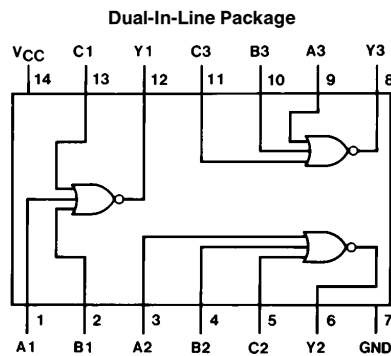 Dual-In-Line Package
VCC C1 Y1 C3 B3 A3 Y3
14 13 12 11 10 9 8
1 2 3 4 5 6 7
A1 B1 A2 B2 C2 Y2 GND